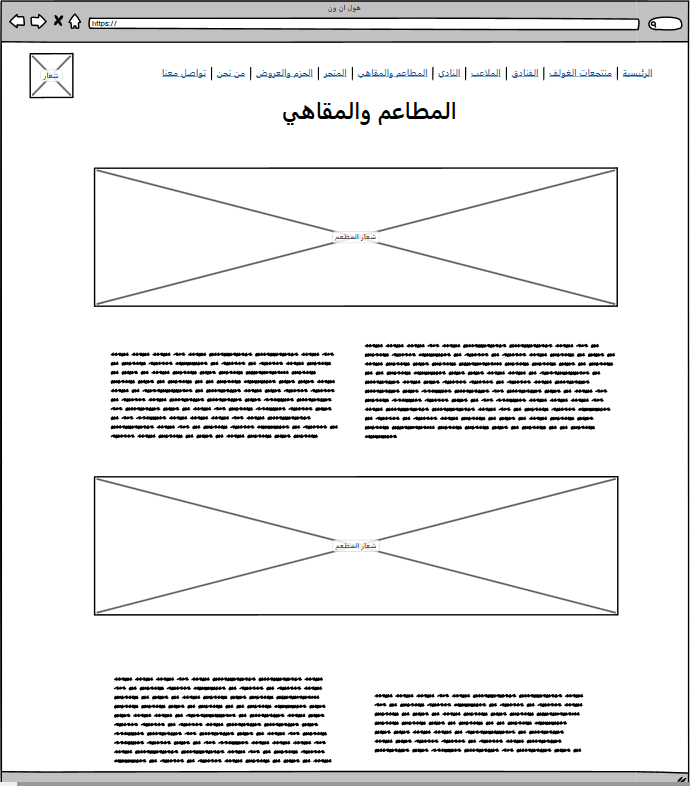 هول ان ون
https://
شعار
الرئيسية | منتجعات الغولف | الفنادق | الملاعب | النادي | المطاعم والمقاهي | المتجر | الحزم والعروض | من نحن | تواصل معنا
المطاعم والمقاهي
شعار المطعم
شعار المطعم